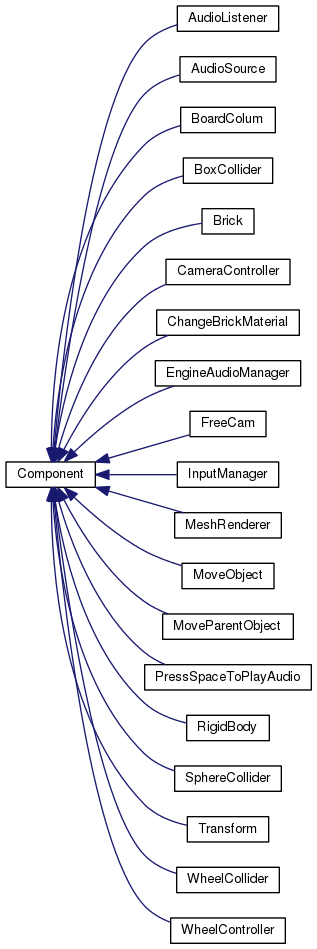 AudioListener
AudioSource
BoardColum
BoxCollider
Brick
CameraController
ChangeBrickMaterial
EngineAudioManager
FreeCam
Component
InputManager
MeshRenderer
MoveObject
MoveParentObject
PressSpaceToPlayAudio
RigidBody
SphereCollider
Transform
WheelCollider
WheelController